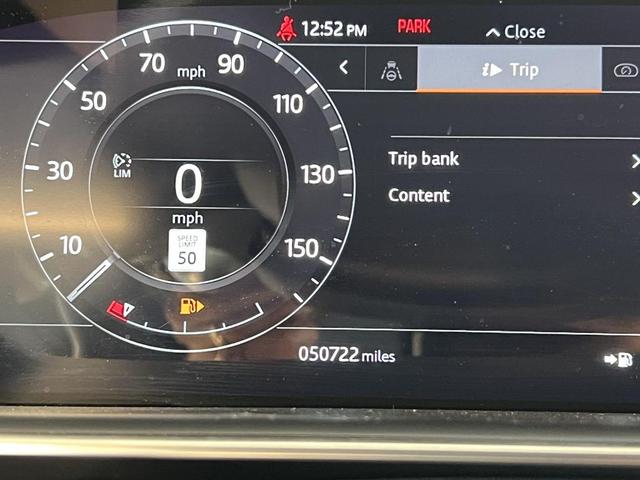 12:52 PM
PARK
Close
Trip
70 mph 90
50
110
30
130
10
150
LIM
0
mph
SPEED
LIMIT
50
Trip bank
Content
050722 miles